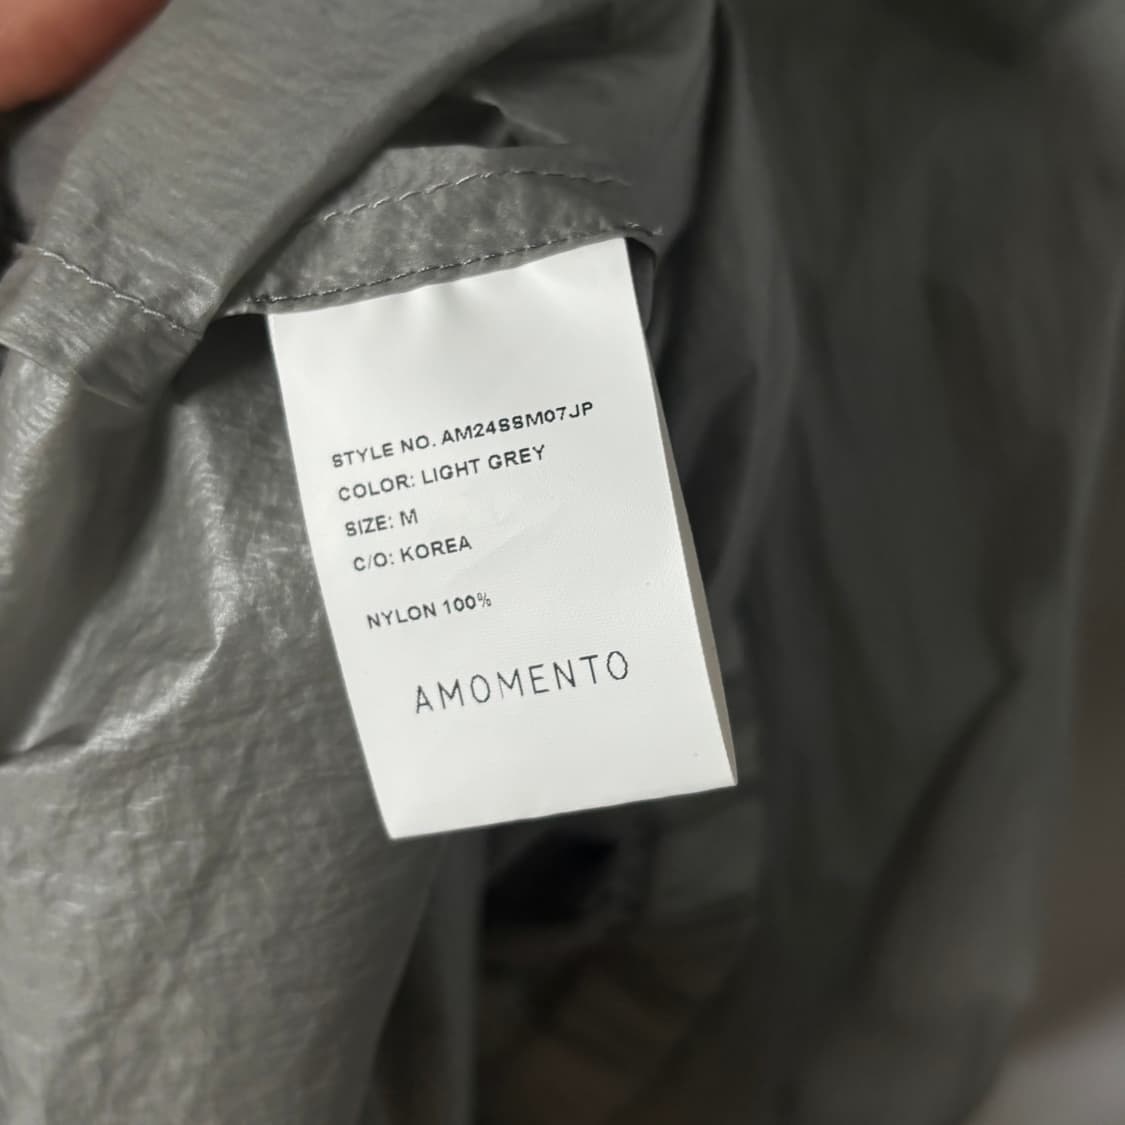 STYLE NO. AM24SSM07JP
COLOR: LIGHT GREY
SIZE: M
C/O: KOREA
NYLON 100%
AMOMENTO